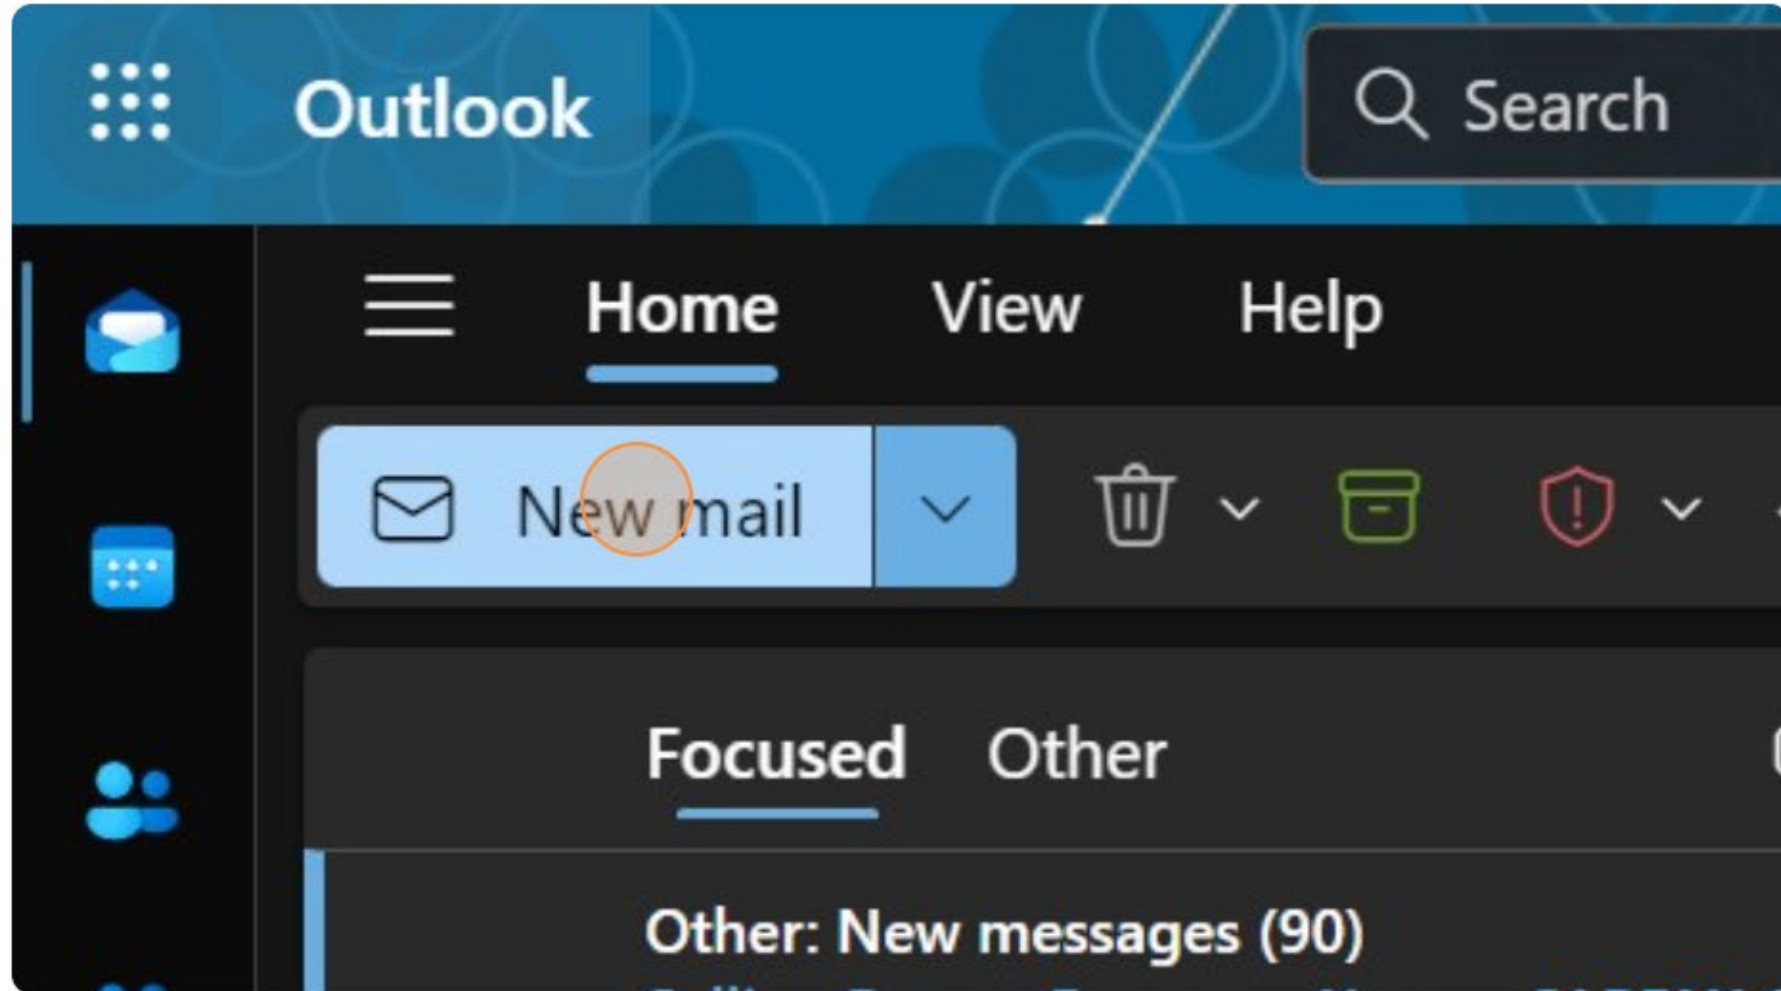 Outlook
Search
Home View Help
New mail
Focused Other
Other: New messages (90)